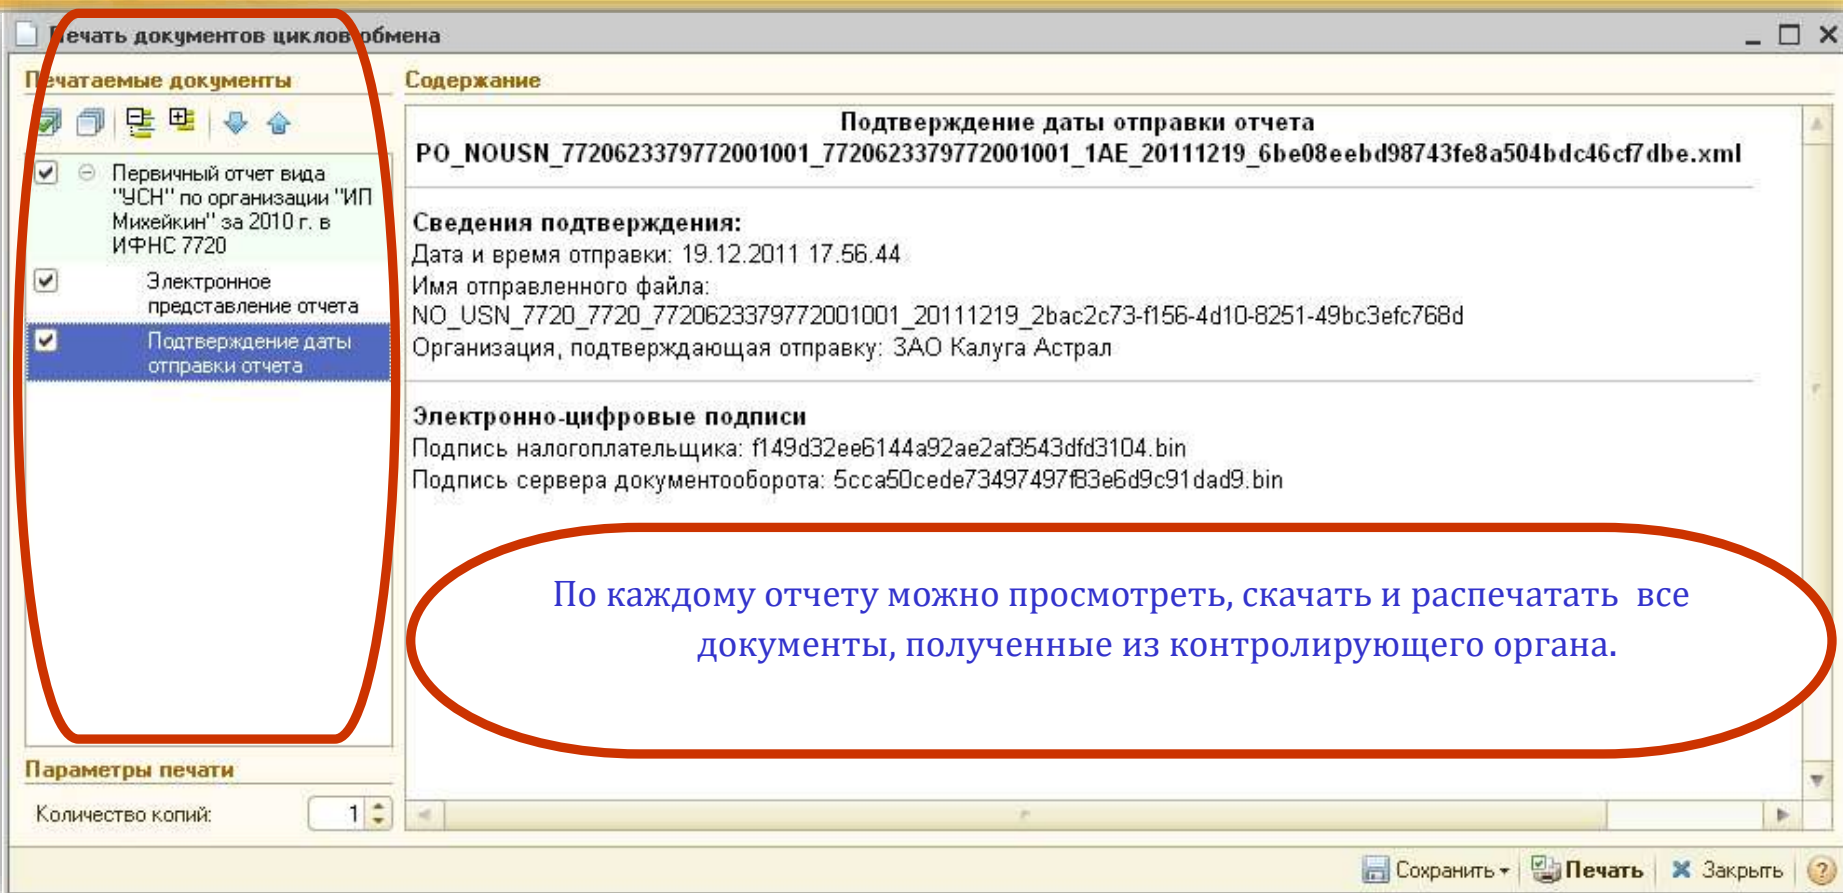 Печать документов циклов обмена
Печатаемые документы
Первичный отчет вида
"УСН" по организации "ИП
Михейкин" за 2010 г. в
ИФНС 7720
Электронное
представление отчета
Подтверждение даты
отправки отчета
Параметры печати
Количество копий: 1
Содержание
Подтверждение даты отправки отчета
PO_NOUSN_7720623379772001001_7720623379772001001_1AE_20111219_6be08eebd98743fe8a504bdc46cf7dbe.xml
Сведения подтверждения:
Дата и время отправки: 19.12.2011 17.56.44
Имя отправленного файла:
NO_USN_7720_7720_7720623379772001001_20111219_2bac2c73-f156-4d10-8251-49bc3efc768d
Организация, подтверждающая отправку: ЗАО Калуга Астрал
Электронно-цифровые подписи
Подпись налогоплательщика: f149d32ee6144a92ae2af3543dfd3104.bin
Подпись сервера документооборота: 5cca50cede73497497f83e6d9c91dad9.bin
По каждому отчету можно просмотреть, скачать и распечатать все
документы, полученные из контролирующего органа.
Сохранить Печать Закрыть